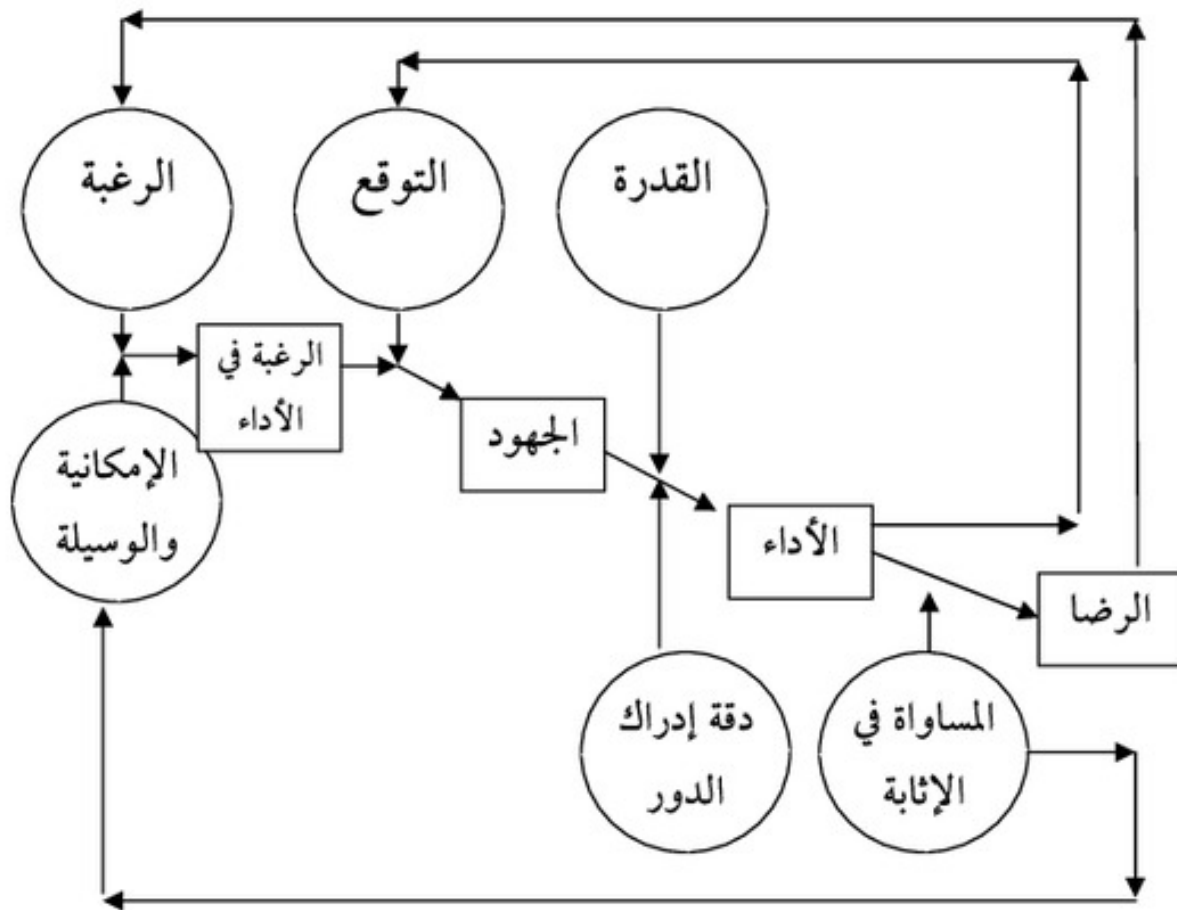 الرغبة
التوقع
القدرة
الرغبة في
الأداء
الإمكانية
والوسيلة
الجهود
الأداء
الرضا
دقة إدراك
الدور
المساواة في
الإثابة